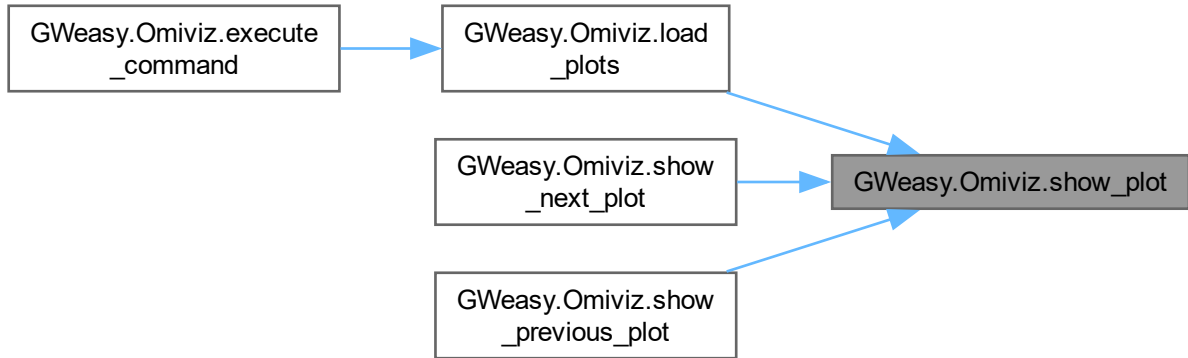 GWeasy.Omiviz.execute
_command
GWeasy.Omiviz.load
_plots
GWeasy.Omiviz.show
_next_plot
GWeasy.Omiviz.show_plot
GWeasy.Omiviz.show
_previous_plot